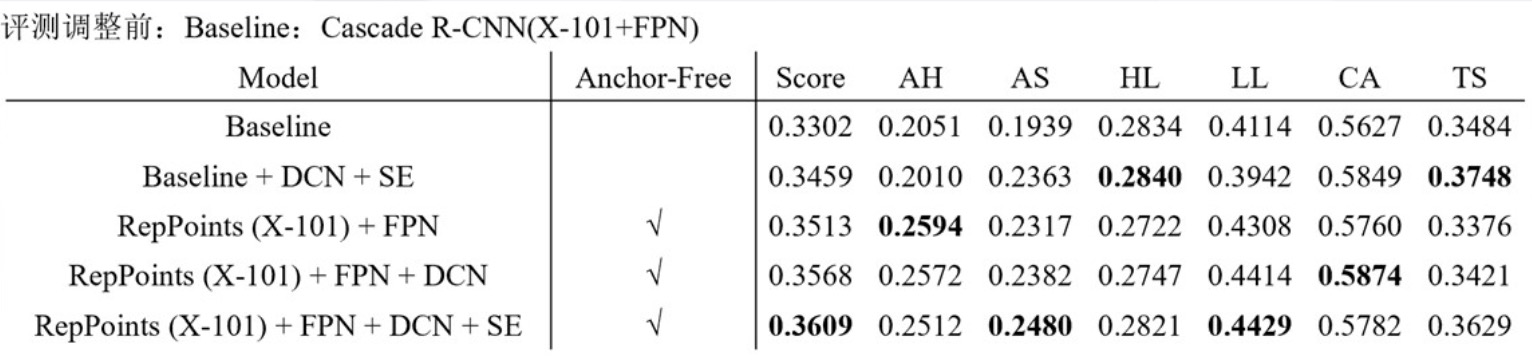 评测调整前：Baseline：Cascade R-CNN(X-101+FPN)
Model Anchor-Free Score AH AS HL LL CA TS
Baseline 0.3302 0.2051 0.1939 0.2834 0.4114 0.5627 0.3484
Baseline + DCN + SE 0.3459 0.2010 0.2363 0.2840 0.3942 0.5849 0.3748
RepPoints (X-101) + FPN √ 0.3513 0.2594 0.2317 0.2722 0.4308 0.5760 0.3376
RepPoints (X-101) + FPN + DCN √ 0.3568 0.2572 0.2382 0.2747 0.4414 0.5874 0.3421
RepPoints (X-101) + FPN + DCN + SE √ 0.3609 0.2512 0.2480 0.2821 0.4429 0.5782 0.3629